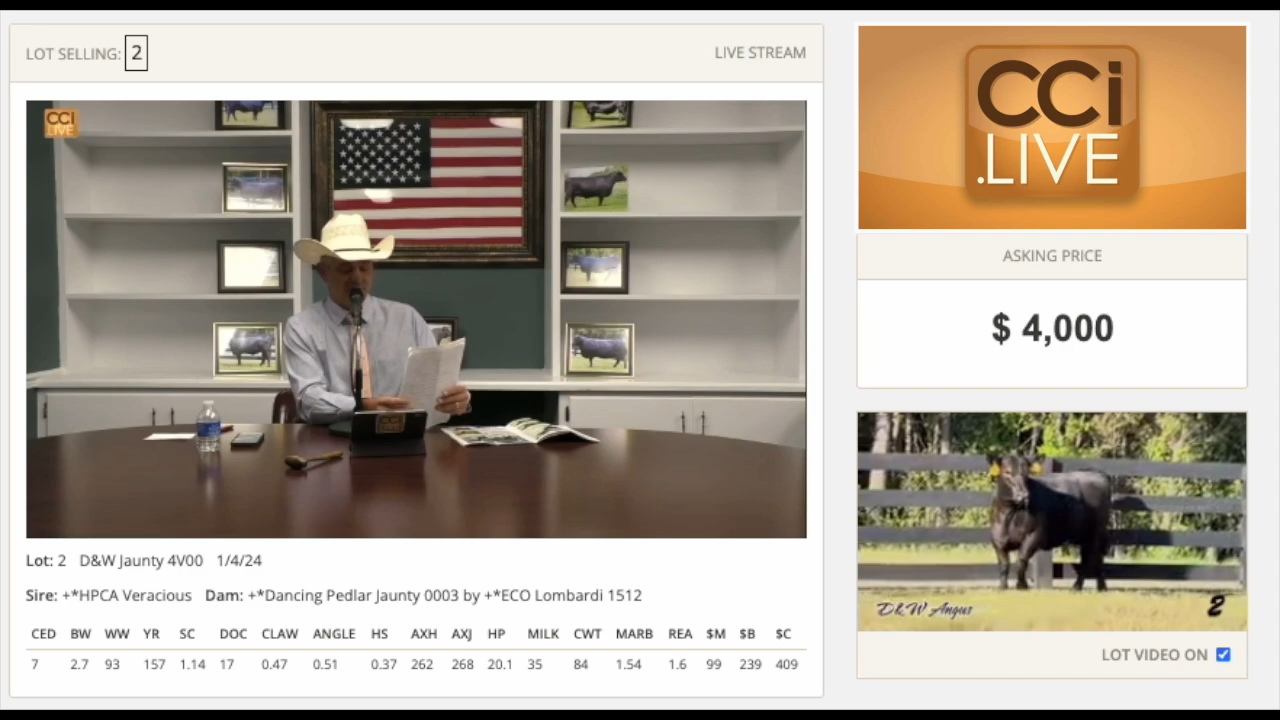 LOT SELLING: 2
LIVE STREAM
CCi
LIVE
CCi
.LIVE
ASKING PRICE
$ 4,000
CCi
D&W Angus
2
LOT VIDEO ON
Lot: 2 D&W Jaunty 4V00 1/4/24
Sire: +*HPCA Veracious Dam: +*Dancing Pedlar Jaunty 0003 by +*ECO Lombardi 1512
CED BW WW YR SC DOC CLAW ANGLE HS AXH AXJ HP MILK CWT MARB REA $M $B $C
7 2.7 93 157 1.14 17 0.47 0.51 0.37 262 268 20.1 35 84 1.54 1.6 99 239 409